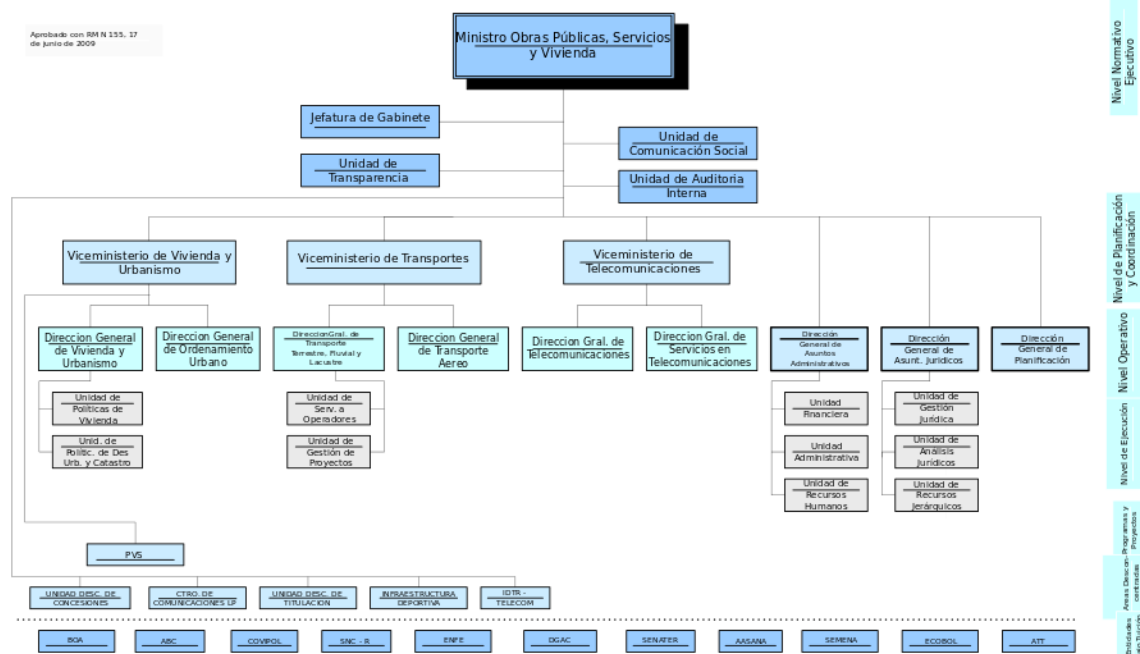 Aprobado con RM N 155, 17
de junio de 2009
Ministro Obras Públicas, Servicios
y Vivienda
Jefatura de Gabinete
Unidad de
Comunicación Social
Unidad de
Transparencia
Unidad de Auditoria
Interna
Viceministerio de Vivienda y
Urbanismo
Viceministerio de Transportes
Viceministerio de
Telecomunicaciones
Direccion General
de Vivienda y
Urbanismo
Direccion General
de Ordenamiento
Urbano
DireccionGral. de
Transporte
Terrestre, Fluvial y
Lacustre
Direccion General
de Transporte
Aereo
Direccion Gral. de
Telecomunicaciones
Direccion Gral. de
Servicios en
Telecomunicaciones
Dirección
General de
Asuntos
Administrativos
Dirección
General de
Asunt. Juridicos
Dirección
General de
Planificación
Unidad de
Políticas de
Vivienda
Unid. de
Polític. de Des
Urb. y Catastro
Unidad de
Serv. a
Operadores
Unidad de
Gestión de
Proyectos
Unidad
Financiera
Unidad
Administrativa
Unidad de
Recursos
Humanos
Unidad de
Gestión
Jurídica
Unidad de
Análisis
Jurídicos
Unidad de
Recursos
Jerárquicos
PVS
UNIDAD DESC. DE
CONCESIONES
CTRO. DE
COMUNICACIONES LP
UNIDAD DESC. DE
TITULACION
INFRAESTRUCTURA
DEPORTIVA
IDTR -
TELECOM
BOA
ABC
COVIPOL
SNC - R
ENFE
DGAC
SENATER
AASANA
SEMENA
ECOBOL
ATT
Nivel Normativo
Ejecutivo
Nivel de Planificación
y Coordinación
Nivel Operativo
Nivel de Ejecución
Programas y
Proyectos
Areas Descon-
centradas
Entidades